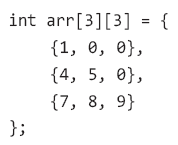 int arr[3][3] = {
    {1, 0, 0},
    {4, 5, 0},
    {7, 8, 9}
};